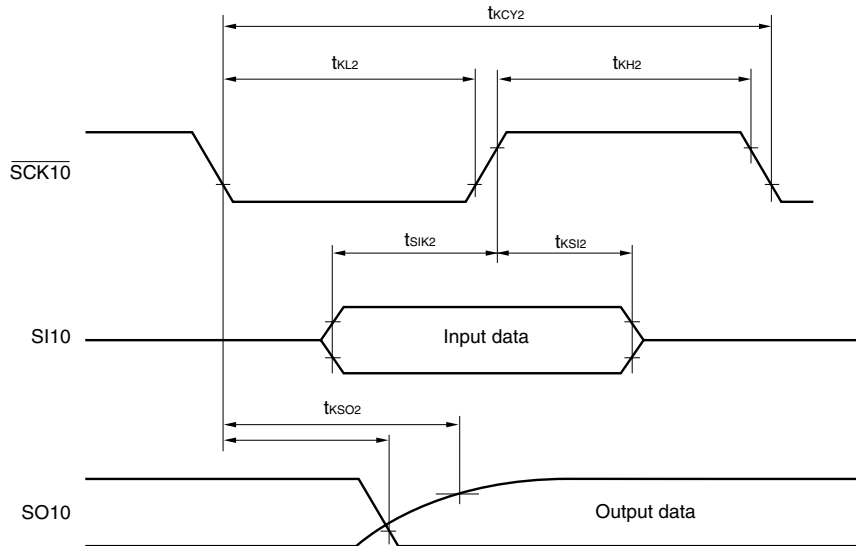 tKCY2
tKL2 tKH2
SCK10
tSIK2 tKSI2
SI10 Input data
tKSO2
SO10 Output data